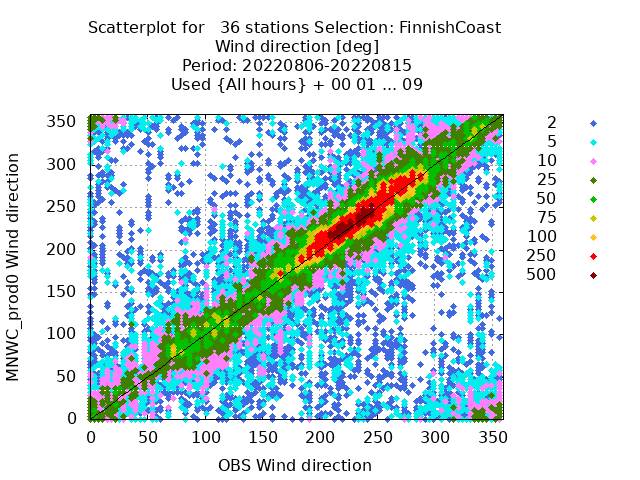 Scatterplot for   36 stations Selection: FinnishCoast
Wind direction [deg]
Period: 20220806-20220815
Used {All hours} + 00 01 ... 09
MNWC_prod0 Wind direction
350
300
250
200
150
100
50
0
0 50 100 150 200 250 300 350
OBS Wind direction
2
5
10
25
50
75
100
250
500